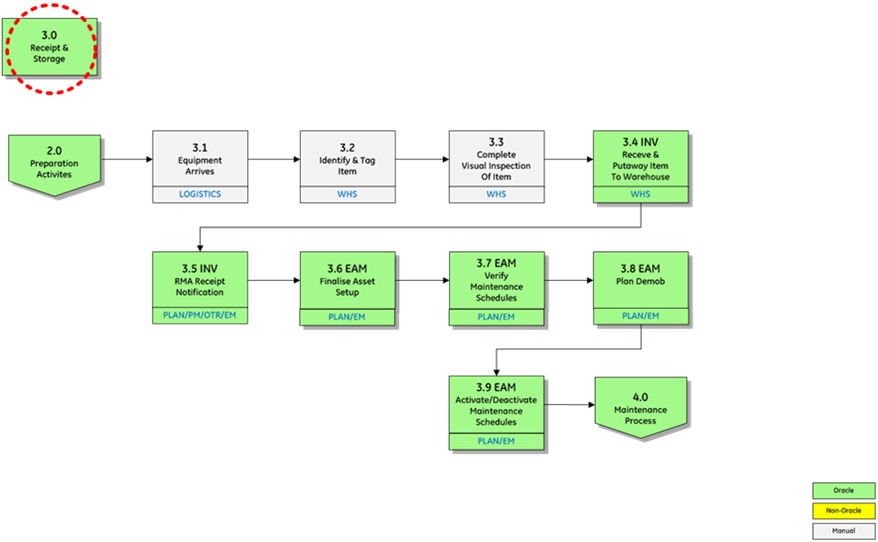 3.0
Receipt &
Storage
2.0
Preparation
Activites
3.1
Equipment
Arrives
LOGISTICS
3.2
Identify & Tag
Item
WHS
3.3
Complete
Visual Inspection
Of Item
WHS
3.4 INV
Receve &
Putaway Item
To Warehouse
WHS
3.5 INV
RMA Receipt
Notification
PLAN/PM/OTR/EM
3.6 EAM
Finalise Asset
Setup
PLAN/EM
3.7 EAM
Verify
Maintenance
Schedules
PLAN/EM
3.8 EAM
Plan Demob
PLAN/EM
3.9 EAM
Activate/Deactivate
Maintenance
Schedules
PLAN/EM
4.0
Maintenance
Process
Oracle
Non-Oracle
Manual